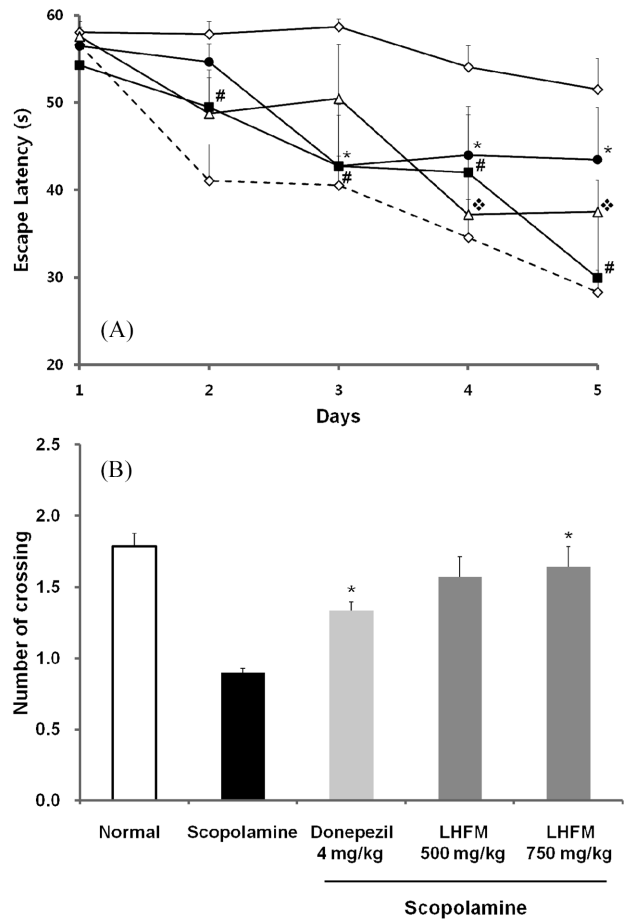 60
50
40
30
20
Escape Latency (s)
#
*
#
*
#
❖
*
❖
#
(A)
1 2 3 4 5
Days
2.5
2.0
1.5
1.0
0.5
0.0
Number of crossing
(B)
*
*
Normal Scopolamine Donepezil LHFM LHFM
4 mg/kg 500 mg/kg 750 mg/kg
Scopolamine